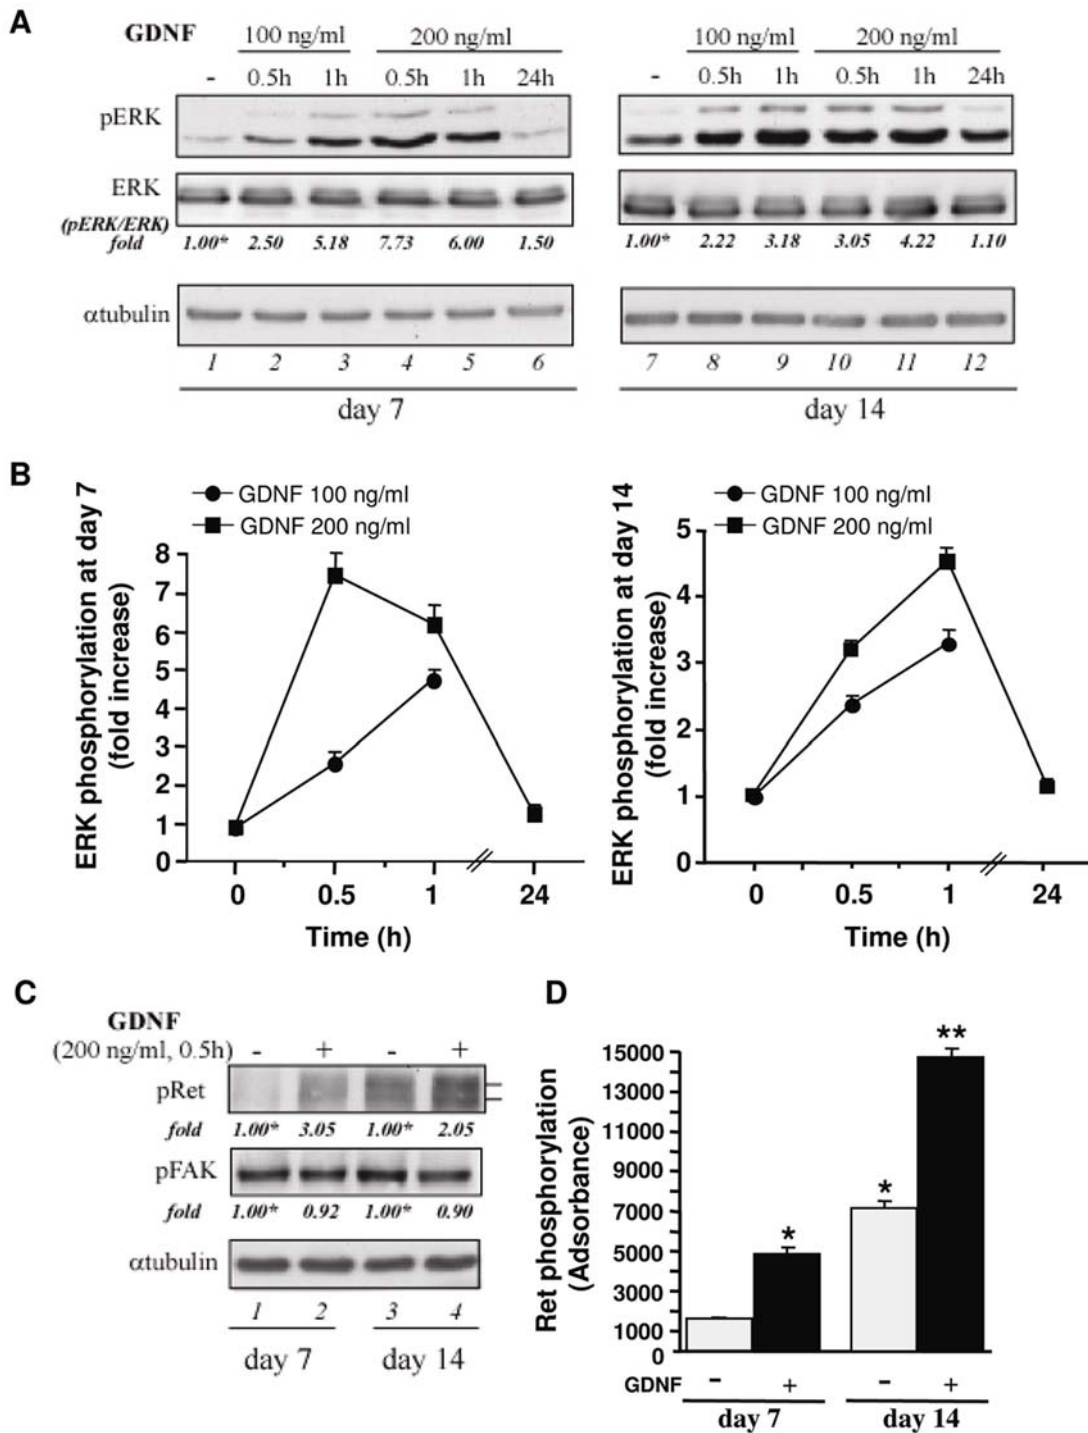 A
GDNF 100 ng/ml 200 ng/ml 100 ng/ml 200 ng/ml
- 0.5h 1h 0.5h 1h 24h - 0.5h 1h 0.5h 1h 24h
pERK
ERK
(pERK/ERK)
fold 1.00* 2.50 5.18 7.73 6.00 1.50 1.00* 2.22 3.18 3.05 4.22 1.10
αtubulin
1 2 3 4 5 6 7 8 9 10 11 12
day 7 day 14
B
GDNF 100 ng/ml
GDNF 200 ng/ml
ERK phosphorylation at day 7
(fold increase)
8
7
6
5
4
3
2
1
0
0 0.5 1 24
Time (h)
GDNF 100 ng/ml
GDNF 200 ng/ml
ERK phosphorylation at day 14
(fold increase)
5
4
3
2
1
0
0 0.5 1 24
Time (h)
C
GDNF
(200 ng/ml, 0.5h) - + - +
pRet
fold 1.00* 3.05 1.00* 2.05
pFAK
fold 1.00* 0.92 1.00* 0.90
αtubulin
1 2 3 4
day 7 day 14
D
Ret phosphorylation
(Adsorbance)
15000
13000
11000
9000
7000
5000
3000
1000
0
* * **
GDNF - + - +
day 7 day 14